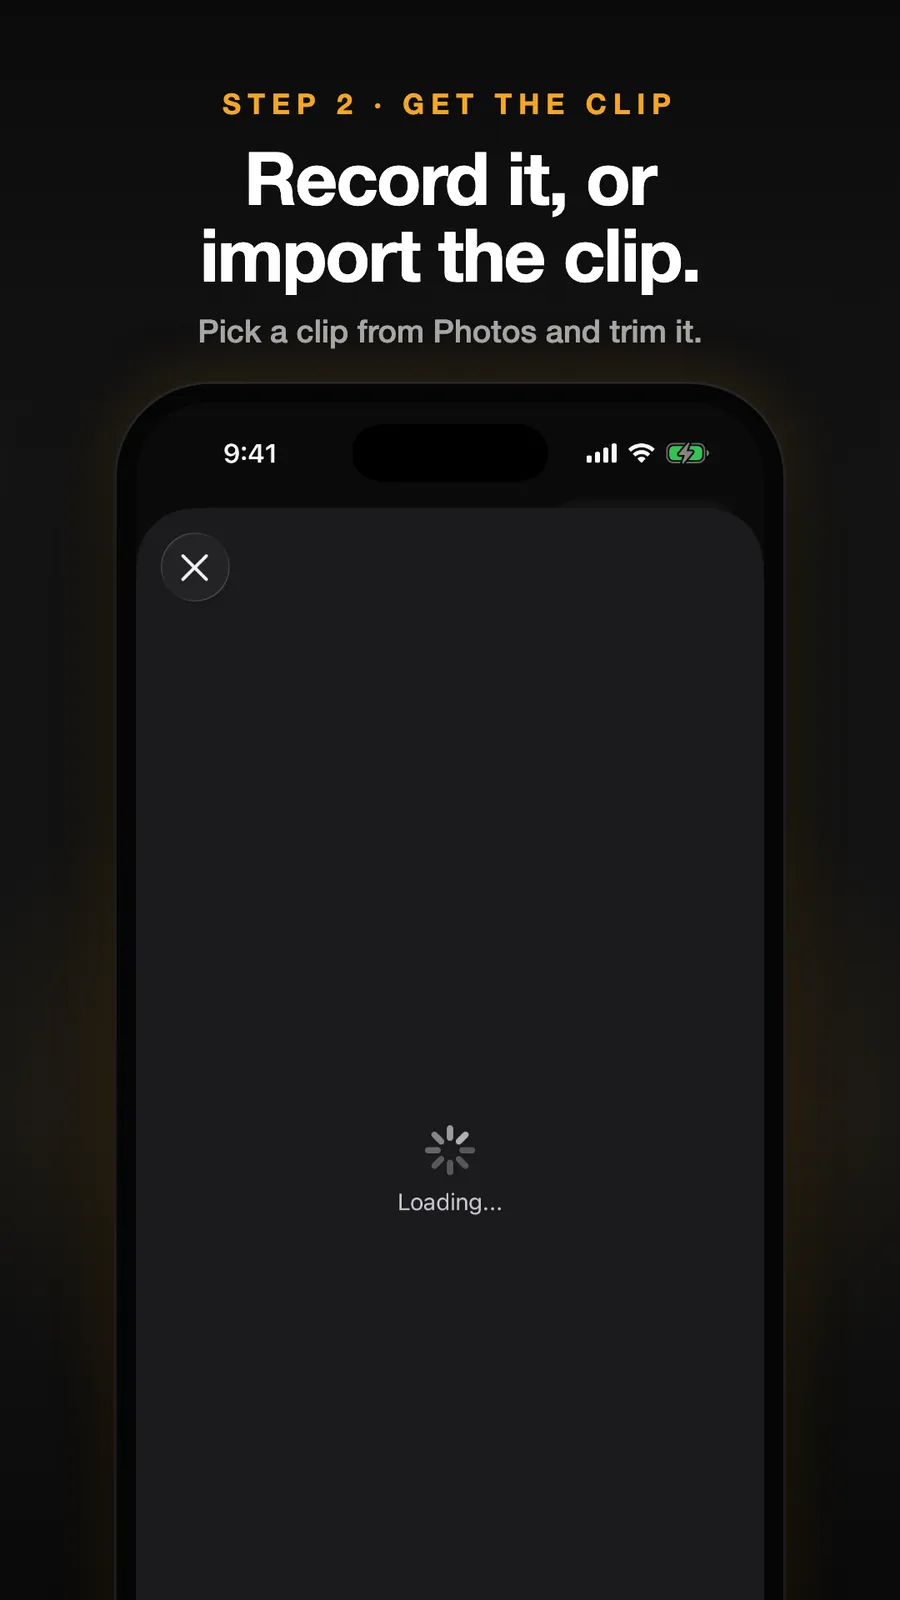 STEP 2 · GET THE CLIP
Record it, or
import the clip.
Pick a clip from Photos and trim it.
9:41
Loading...